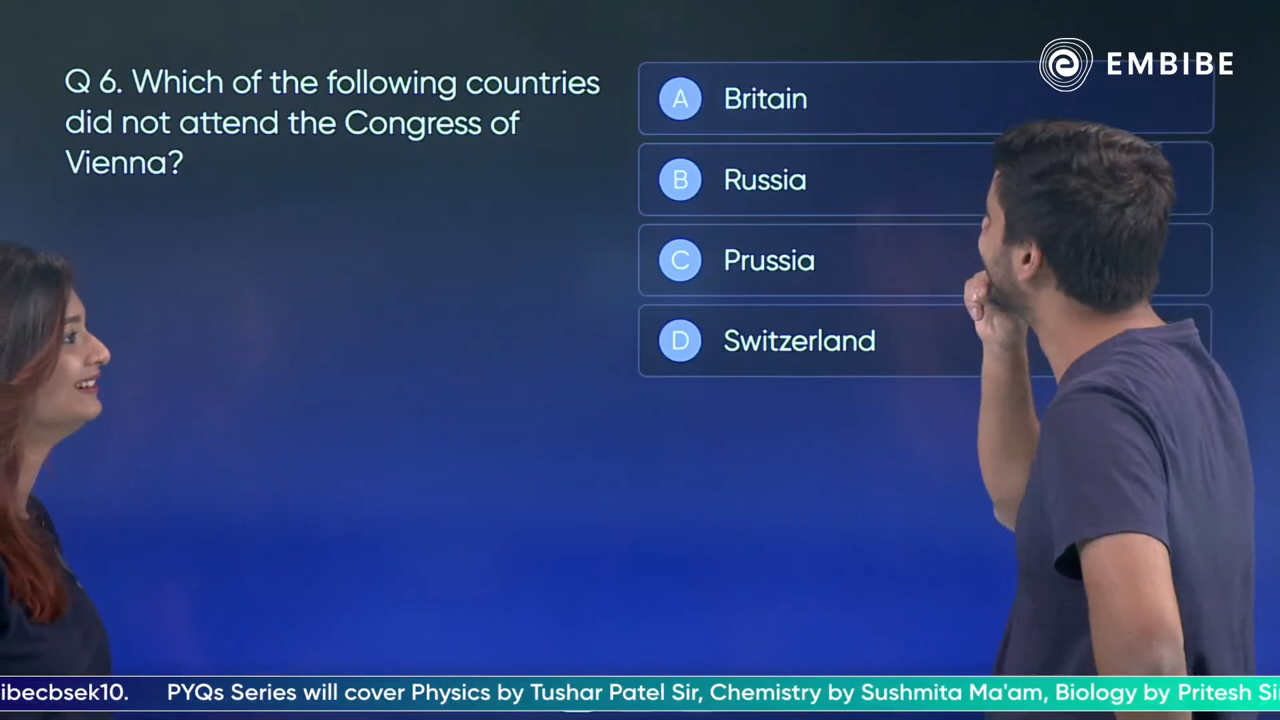 EMBIBE
Q 6. Which of the following countries
did not attend the Congress of
Vienna?
A Britain
B Russia
C Prussia
D Switzerland
ibecbsek10. PYQs Series will cover Physics by Tushar Patel Sir, Chemistry by Sushmita Ma'am, Biology by Pritesh Si